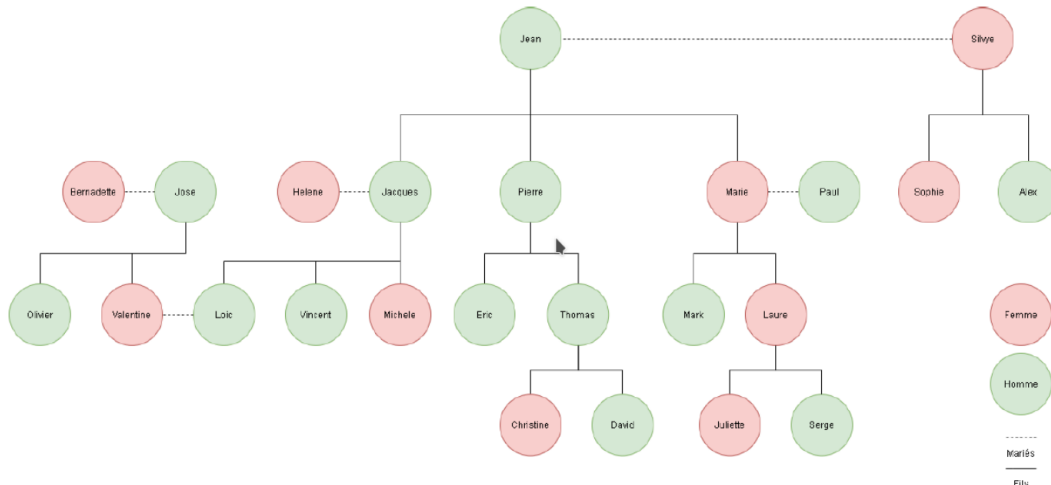 Jean
Silvye
Bernadette
Jose
Helene
Jacques
Pierre
Marie
Paul
Sophie
Alex
Olivier
Valentine
Loic
Vincent
Michele
Eric
Thomas
Mark
Laure
Femme
Homme
Christine
David
Juliette
Serge
Mariés
Fils